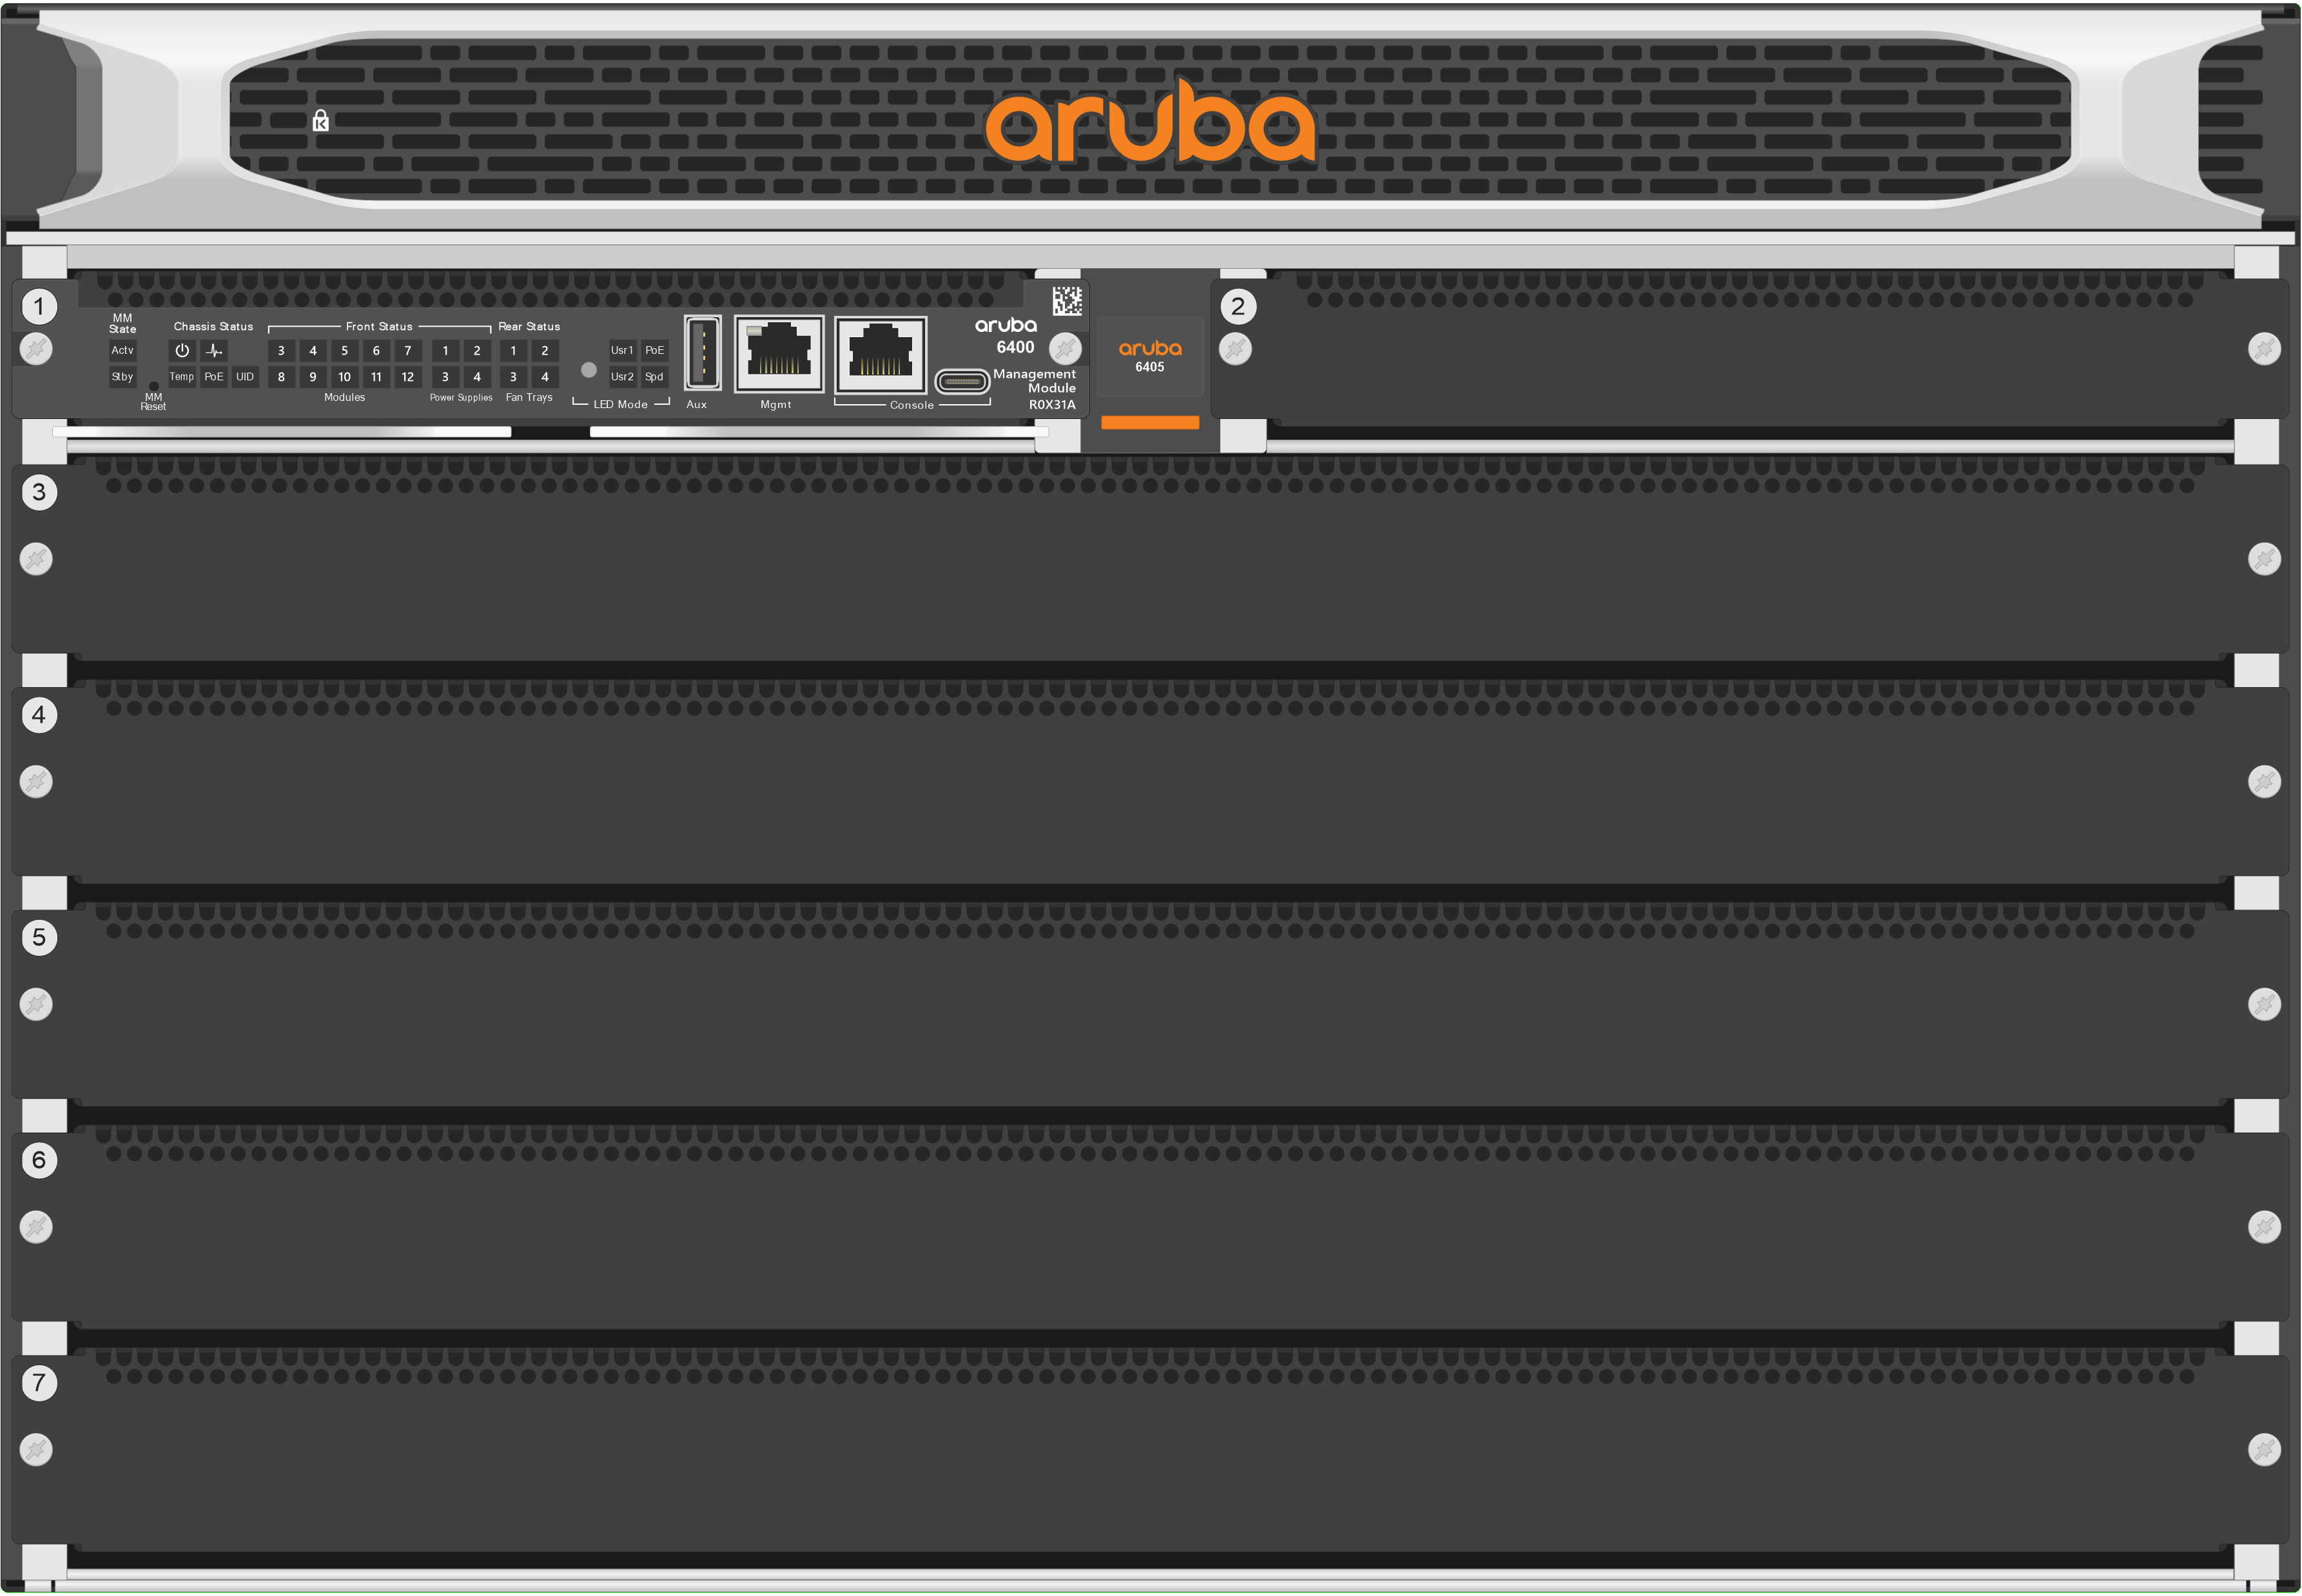 aruba
1
MM State
Actv
Stby
MM Reset
Chassis Status
Temp PoE UID
Front Status
3 4 5 6 7
8 9 10 11 12
Modules
1 2
3 4
Power Supplies
Rear Status
1 2
3 4
Fan Trays
Usr1 PoE
Usr2 Spd
LED Mode
Aux
Mgmt
Console
aruba
6400
Management
Module
R0X31A
aruba
6405
2
3
4
5
6
7